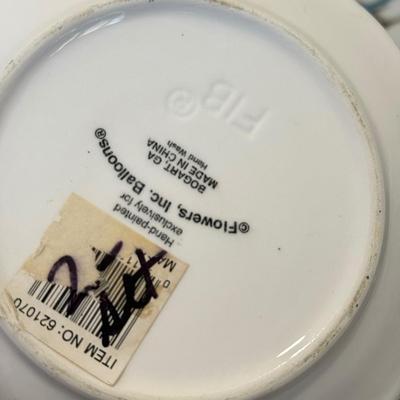 FIB®
Hand-painted
exclusively for
©Flowers, Inc. Balloons®
BOGART, GA
MADE IN CHINA
Hand Wash
ITEM NO: 621070